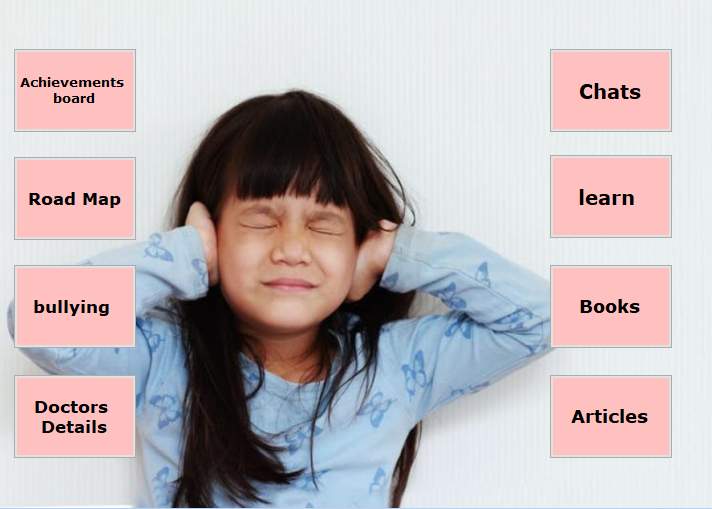 Achievements
board
Road Map
bullying
Doctors
Details
Chats
learn
Books
Articles